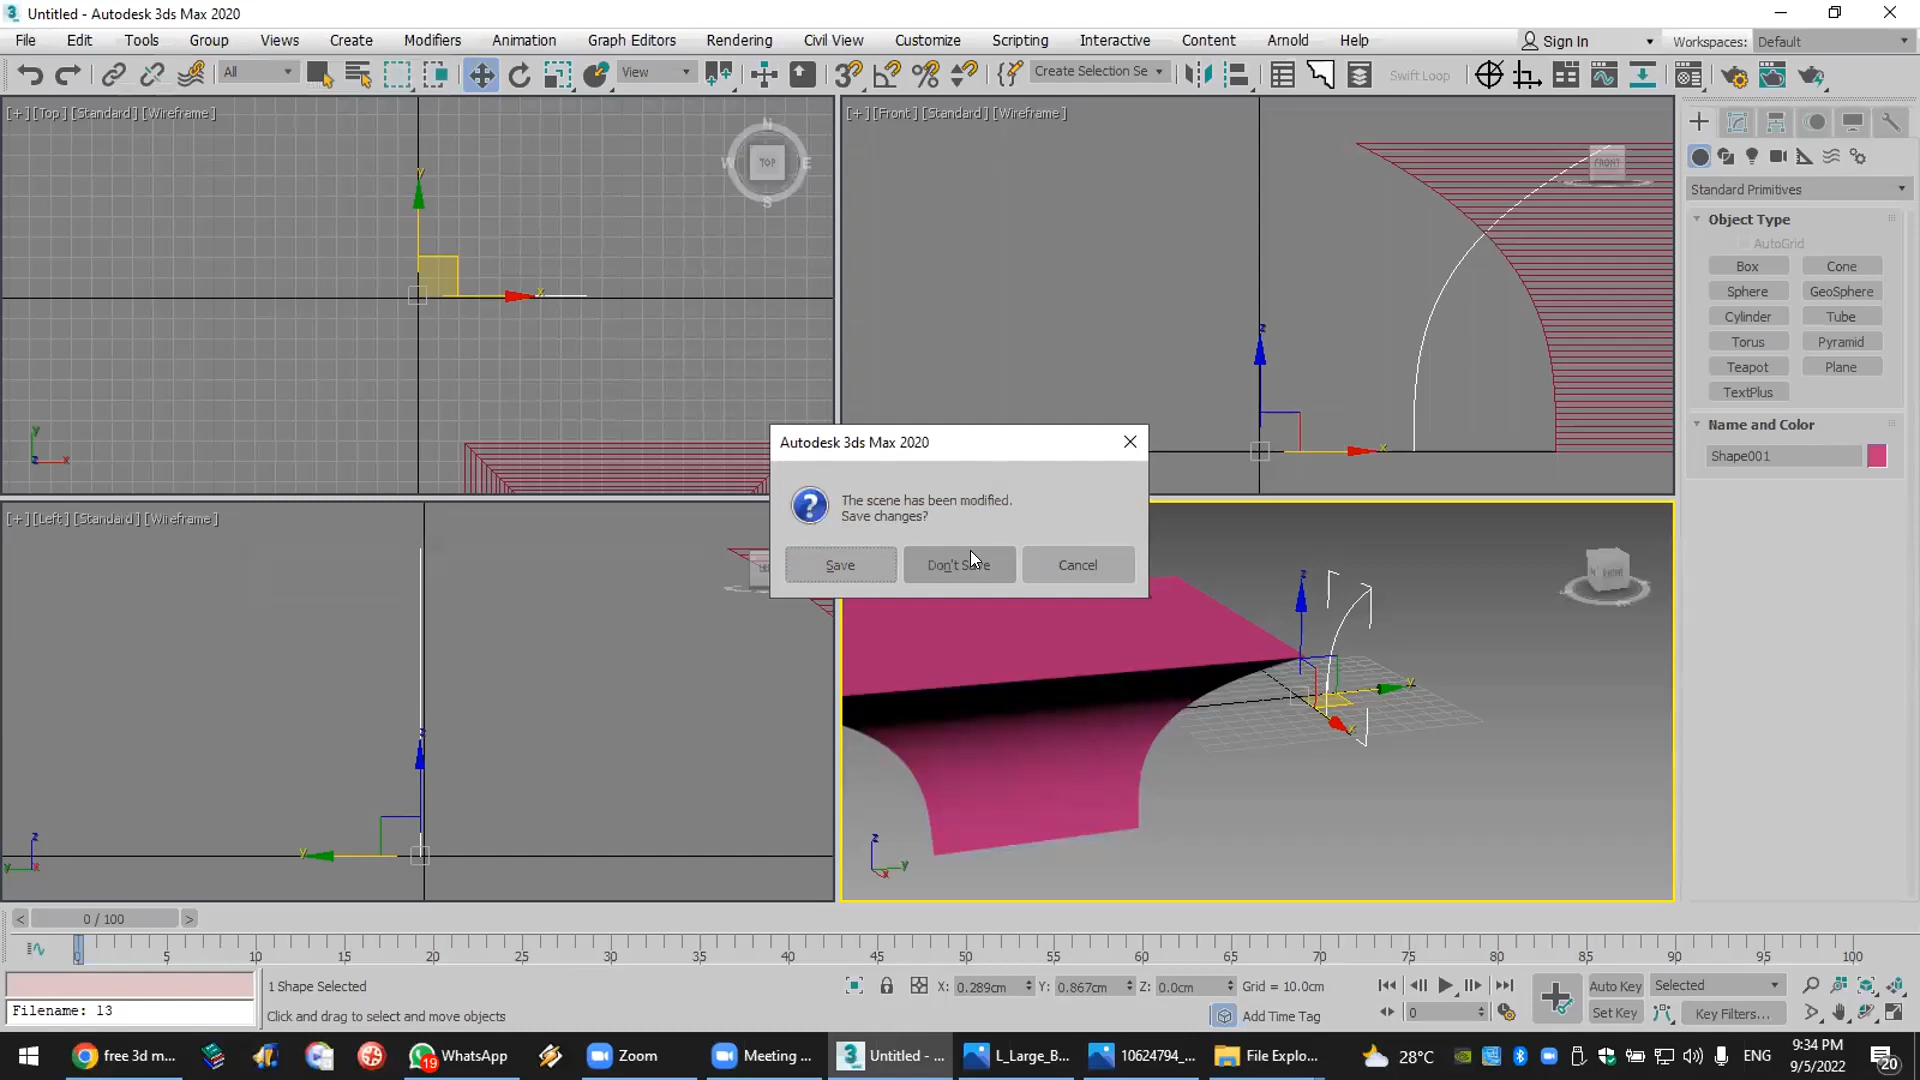 Untitled - Autodesk 3ds Max 2020
File Edit Tools Group Views Create Modifiers Animation Graph Editors Rendering Civil View Customize Scripting Interactive Content Arnold Help Sign In Workspaces: Default
All View Create Selection Se Swift Loop
[+][Top][Standard][Wireframe]
N
W TOP E
S
y
x
[+][Front][Standard][Wireframe]
FRONT
z
x
Standard Primitives
Object Type
AutoGrid
Box Cone
Sphere GeoSphere
Cylinder Tube
Torus Pyramid
Teapot Plane
TextPlus
Name and Color
Shape001
y
z x
Autodesk 3ds Max 2020
The scene has been modified.
Save changes?
Save Don't Save Cancel
[+][Left][Standard][Wireframe]
z
y
z
y x
z
y
x
z
y
x
< 0 / 100 >
0 5 10 15 20 25 30 35 40 45 50 55 60 65 70 75 80 85 90 95 100
1 Shape Selected X: 0.289cm Y: 0.867cm Z: 0.0cm Grid = 10.0cm Auto Key Selected
Filename: 13
Click and drag to select and move objects Add Time Tag 0 Set Key Key Filters...
free 3d m... 19 WhatsApp Zoom Meeting ... Untitled - ... L_Large_B... 10624794_... File Explo... 28°C ENG 9:34 PM
9/5/2022 20